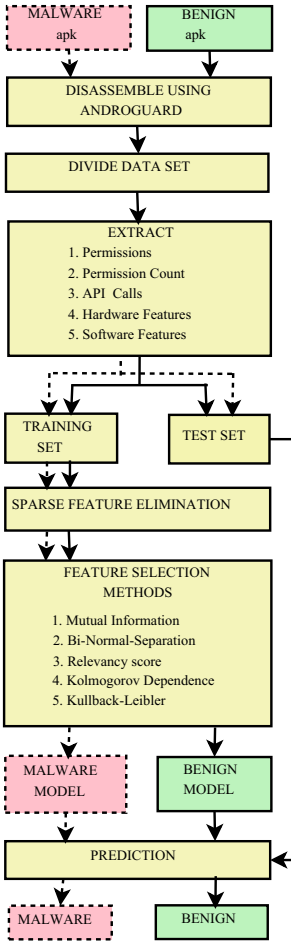 MALWARE
apk
BENIGN
apk
DISASSEMBLE USING
ANDROGUARD
DIVIDE DATA SET
EXTRACT
1. Permissions
2. Permission Count
3. API Calls
4. Hardware Features
5. Software Features
TRAINING
SET
TEST SET
SPARSE FEATURE ELIMINATION
FEATURE SELECTION
METHODS
1. Mutual Information
2. Bi-Normal-Separation
3. Relevancy score
4. Kolmogorov Dependence
5. Kullback-Leibler
MALWARE
MODEL
BENIGN
MODEL
PREDICTION
MALWARE
BENIGN